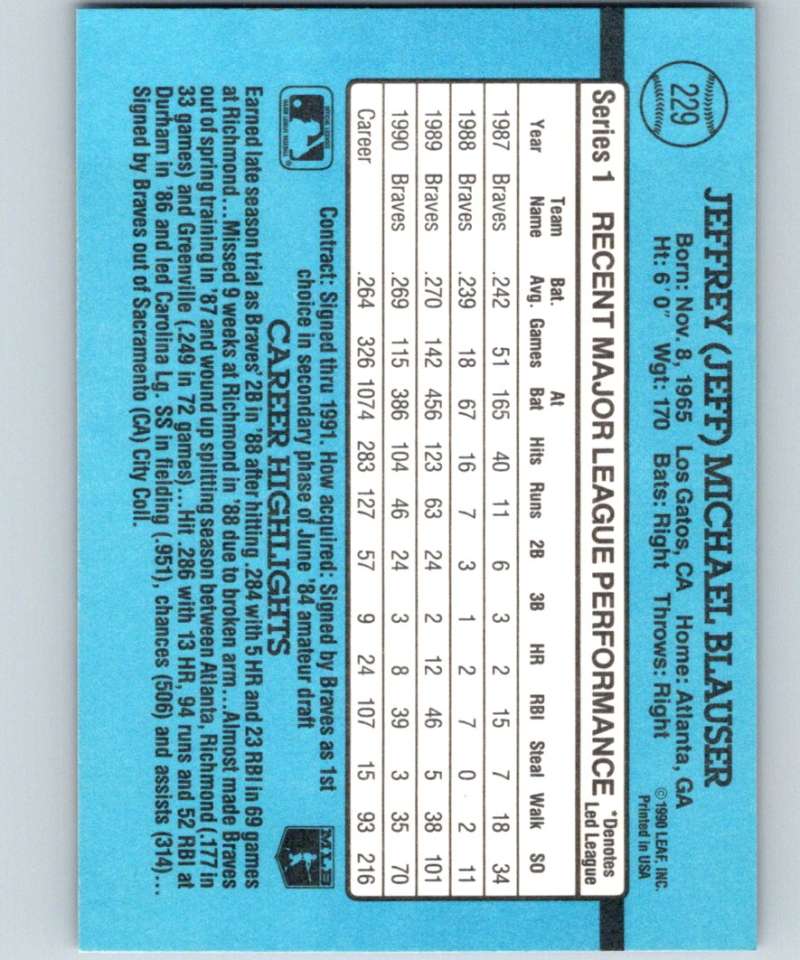 229
JEFFREY (JEFF) MICHAEL BLAUSER
Born: Nov. 8, 1965 Los Gatos, CA Home: Atlanta, GA
Ht: 6' 0" Wgt: 170 Bats: Right Throws: Right
© 1990 LEAF, INC.
Printed in USA
Series 1 RECENT MAJOR LEAGUE PERFORMANCE *Denotes Led League
Year Team Name Bat. Avg. Games At Bat Hits Runs 2B 3B HR RBI Steal Walk SO
1987 Braves .242 51 165 40 11 6 3 2 15 7 18 34
1988 Braves .239 18 67 16 7 3 1 2 7 0 2 11
1989 Braves .270 142 456 123 63 24 2 12 46 5 38 101
1990 Braves .269 115 386 104 46 24 3 8 39 3 35 70
Career .264 326 1074 283 127 57 9 24 107 15 93 216
OFFICIAL LICENSEE
MAJOR LEAGUE BASEBALL
Contract: Signed thru 1991. How acquired: Signed by Braves as 1st
choice in secondary phase of June '84 amateur draft
MLB
CAREER HIGHLIGHTS
Earned late season trial as Braves' 2B in '88 after hitting .284 with 5 HR and 23 RBI in 69 games
at Richmond... Missed 9 weeks at Richmond in '88 due to broken arm... Almost made Braves
out of spring training in '87 and wound up splitting season between Atlanta, Richmond (.177 in
33 games) and Greenville (.249 in 72 games)... Hit .286 with 13 HR, 94 runs and 52 RBI at
Durham in '86 and led Carolina Lg. SS in fielding (.951), chances (506) and assists (314)...
Signed by Braves out of Sacramento (CA) City Coll.